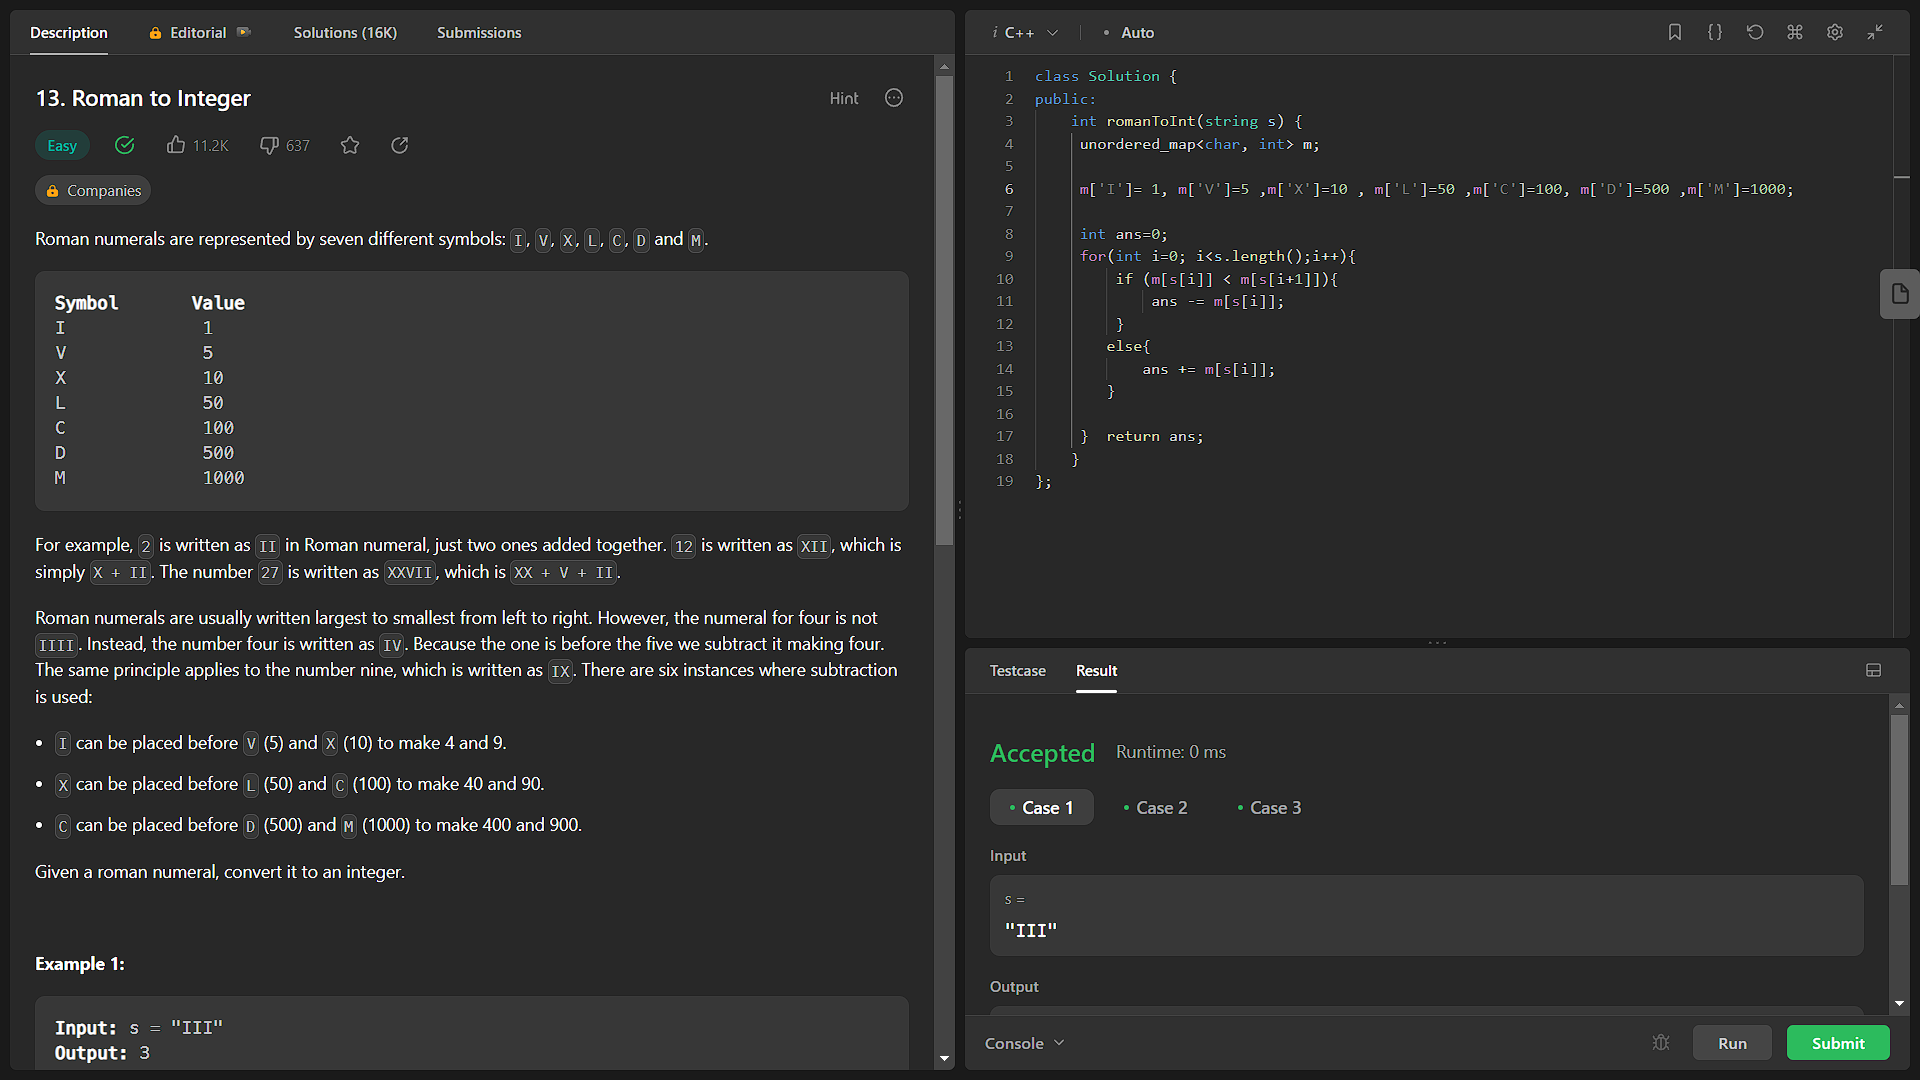 Description
Editorial
Solutions (16K)
Submissions
13. Roman to Integer
Hint
Easy
11.2K
637
Companies
Roman numerals are represented by seven different symbols: I, V, X, L, C, D and M.
Symbol Value
I 1
V 5
X 10
L 50
C 100
D 500
M 1000
For example, 2 is written as II in Roman numeral, just two ones added together. 12 is written as XII, which is
simply X + II. The number 27 is written as XXVII, which is XX + V + II.
Roman numerals are usually written largest to smallest from left to right. However, the numeral for four is not
IIII. Instead, the number four is written as IV. Because the one is before the five we subtract it making four.
The same principle applies to the number nine, which is written as IX. There are six instances where subtraction
is used:
• I can be placed before V (5) and X (10) to make 4 and 9.
• X can be placed before L (50) and C (100) to make 40 and 90.
• C can be placed before D (500) and M (1000) to make 400 and 900.
Given a roman numeral, convert it to an integer.
Example 1:
Input: s = "III"
Output: 3
i C++
• Auto
1 class Solution {
2 public:
3 int romanToInt(string s) {
4 unordered_map<char, int> m;
5
6 m['I']= 1, m['V']=5 ,m['X']=10 , m['L']=50 ,m['C']=100, m['D']=500 ,m['M']=1000;
7
8 int ans=0;
9 for(int i=0; i<s.length();i++){
10 if (m[s[i]] < m[s[i+1]]){
11 ans -= m[s[i]];
12 }
13 else{
14 ans += m[s[i]];
15 }
16
17 } return ans;
18 }
19 };
Testcase
Result
Accepted Runtime: 0 ms
• Case 1
• Case 2
• Case 3
Input
s =
"III"
Output
Console
Run
Submit